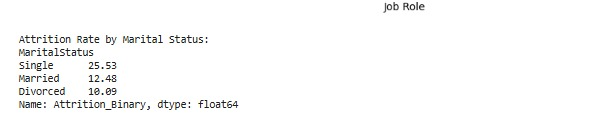 Job Role
Attrition Rate by Marital Status:
MaritalStatus
Single      25.53
Married     12.48
Divorced    10.09
Name: Attrition_Binary, dtype: float64